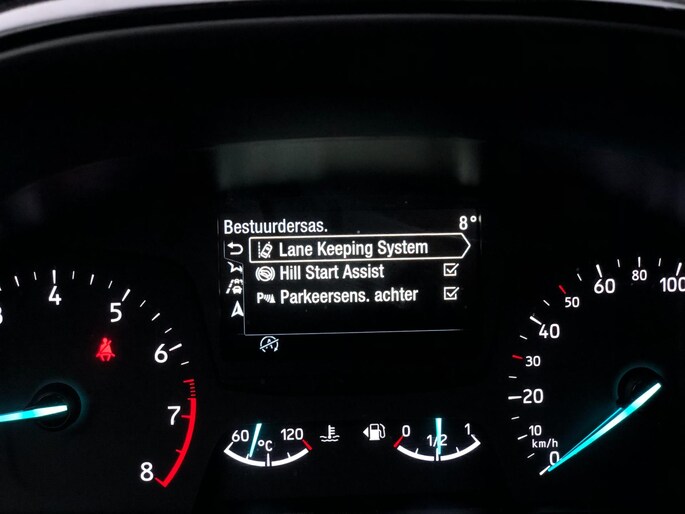 Bestuurdersas. 8°
Lane Keeping System
Hill Start Assist
Parkeersens. achter
P
A
4
5
6
7
8
60 °C 120
0 1/2 1
0
10
20
30
40
50
60
80
100
km/h